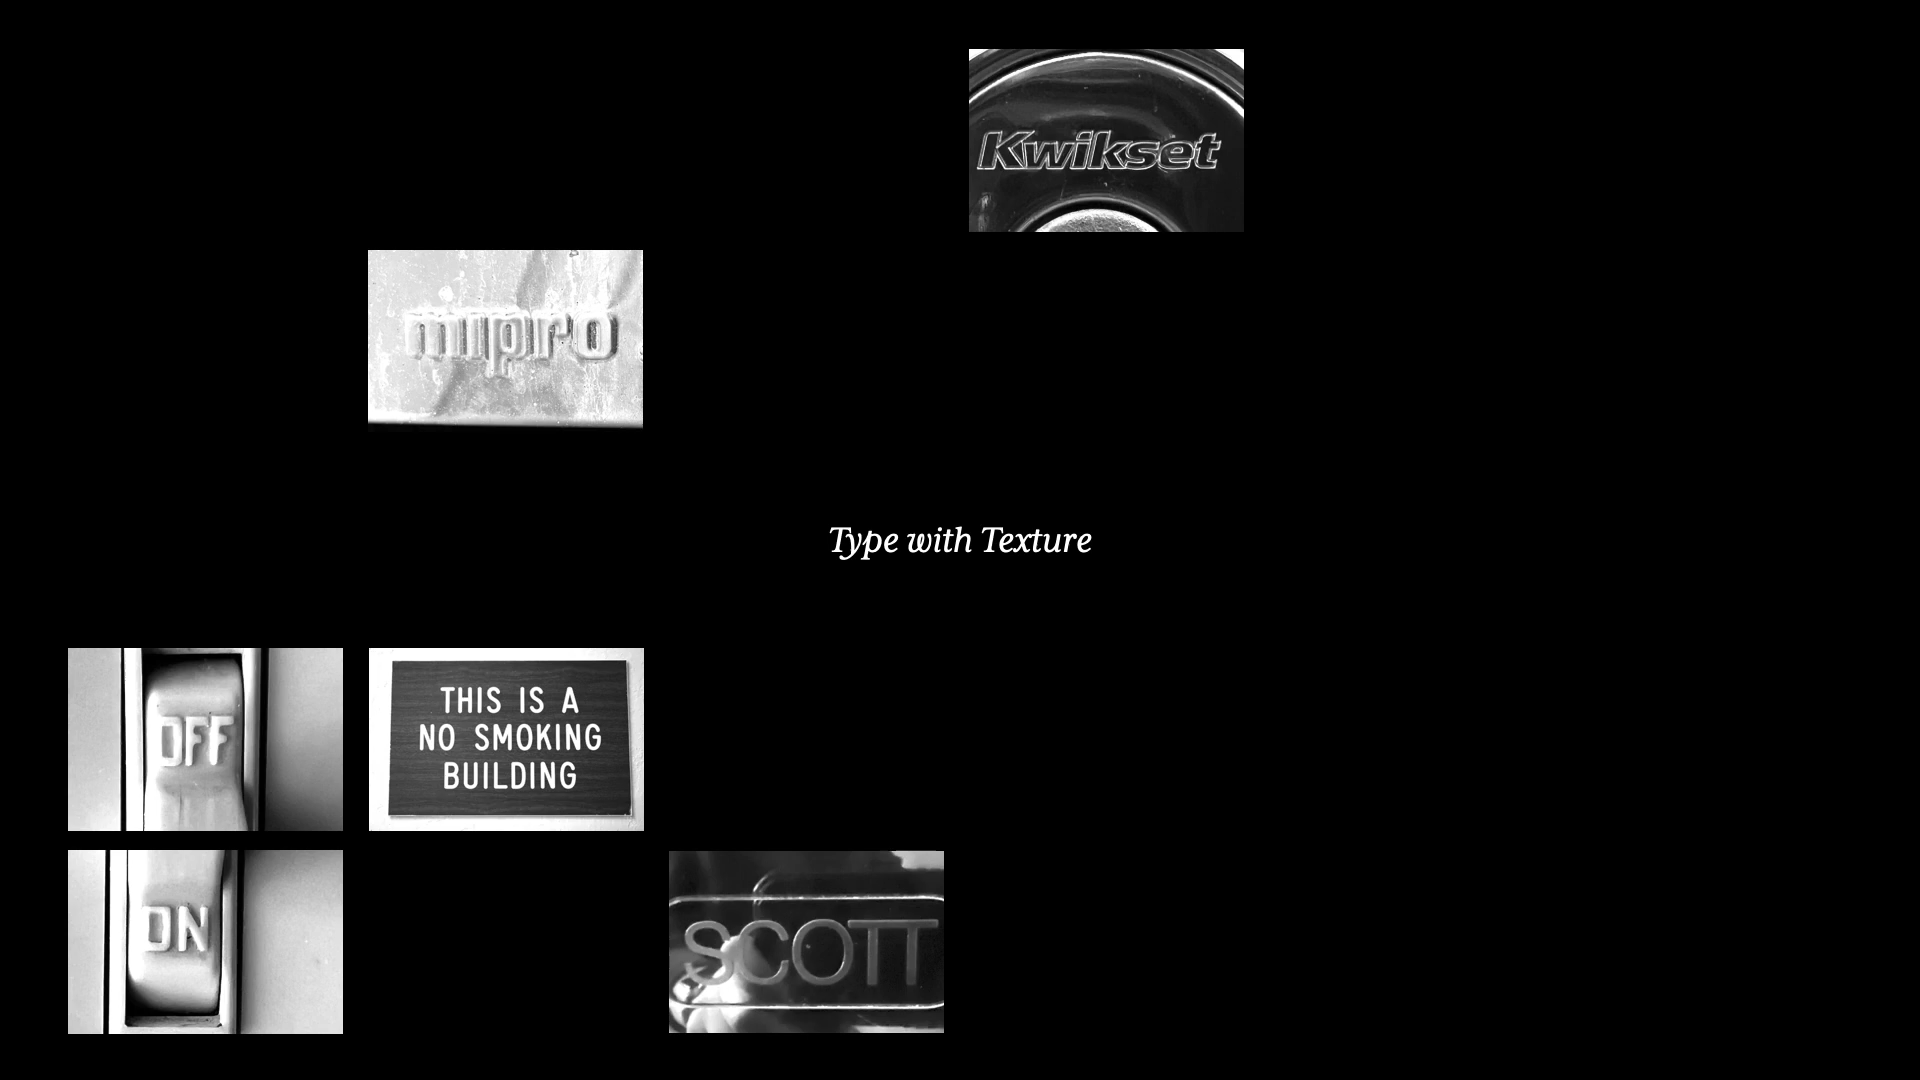 Kwikset
mipro
Type with Texture
OFF
THIS IS A
NO SMOKING
BUILDING
ON
SCOTT